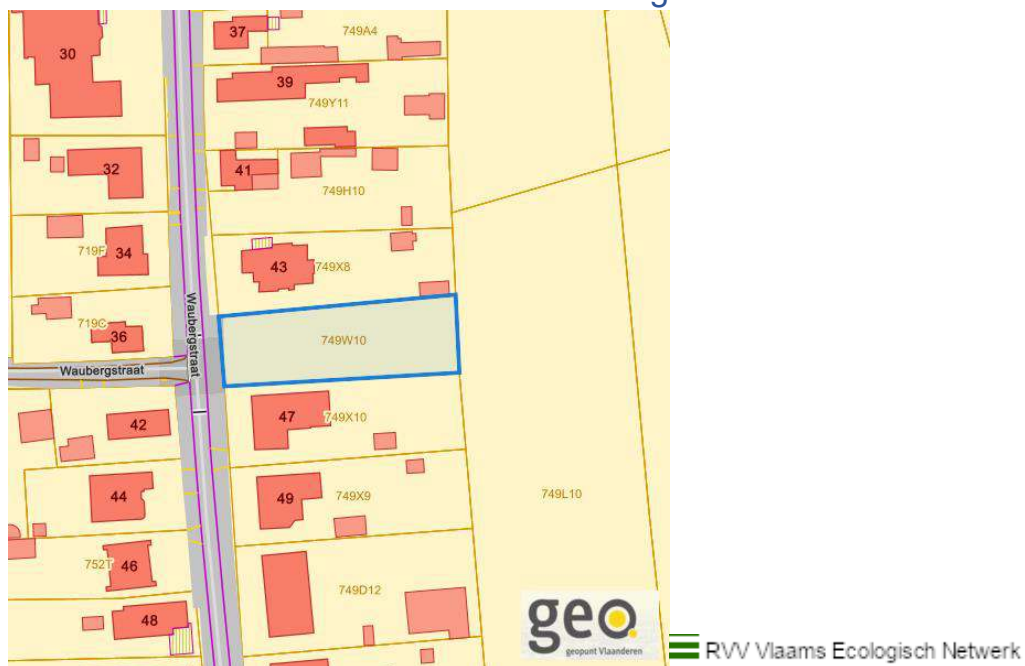 37
749A4
30
39
749Y11
32
41
749H10
719F
34
43
749X8
719C
36
Waubergstraat
749W10
Waubergstraat
42
47
749X10
44
49
749X9
749L10
752T
46
749D12
48
geo
geopunt Vlaanderen
RVV Vlaams Ecologisch Netwerk